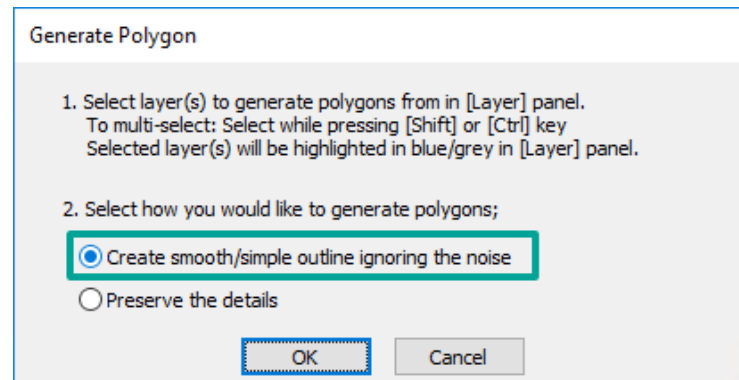 Generate Polygon
1. Select layer(s) to generate polygons from in [Layer] panel.
To multi-select: Select while pressing [Shift] or [Ctrl] key
Selected layer(s) will be highlighted in blue/grey in [Layer] panel.
2. Select how you would like to generate polygons;
Create smooth/simple outline ignoring the noise
Preserve the details
OK Cancel